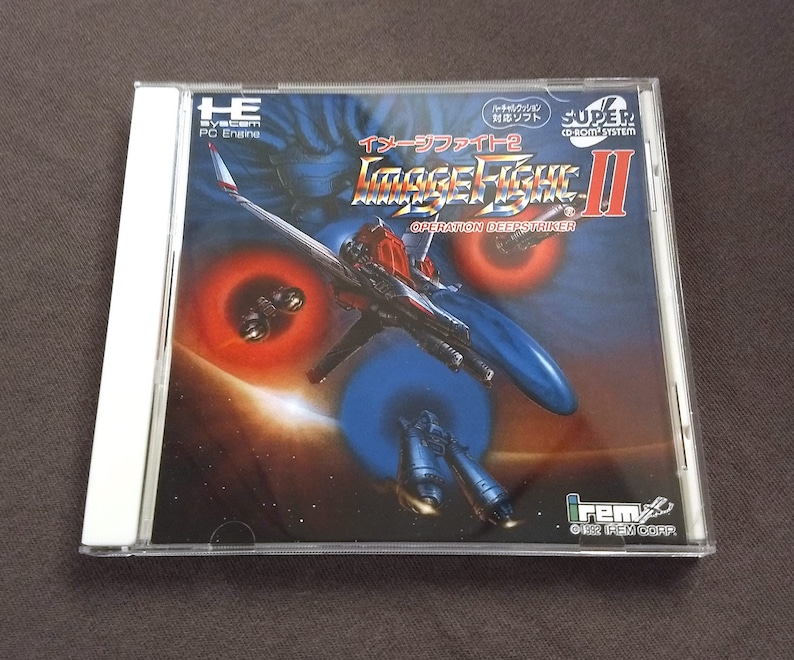 HE
system
PC Engine
バーチャルクッション
対応ソフト
SUPER
CD-ROM² SYSTEM
イメージファイト2
IMAGE FIGHT II
®
OPERATION DEEPSTRIKER
irem
©1992 IREM CORP.